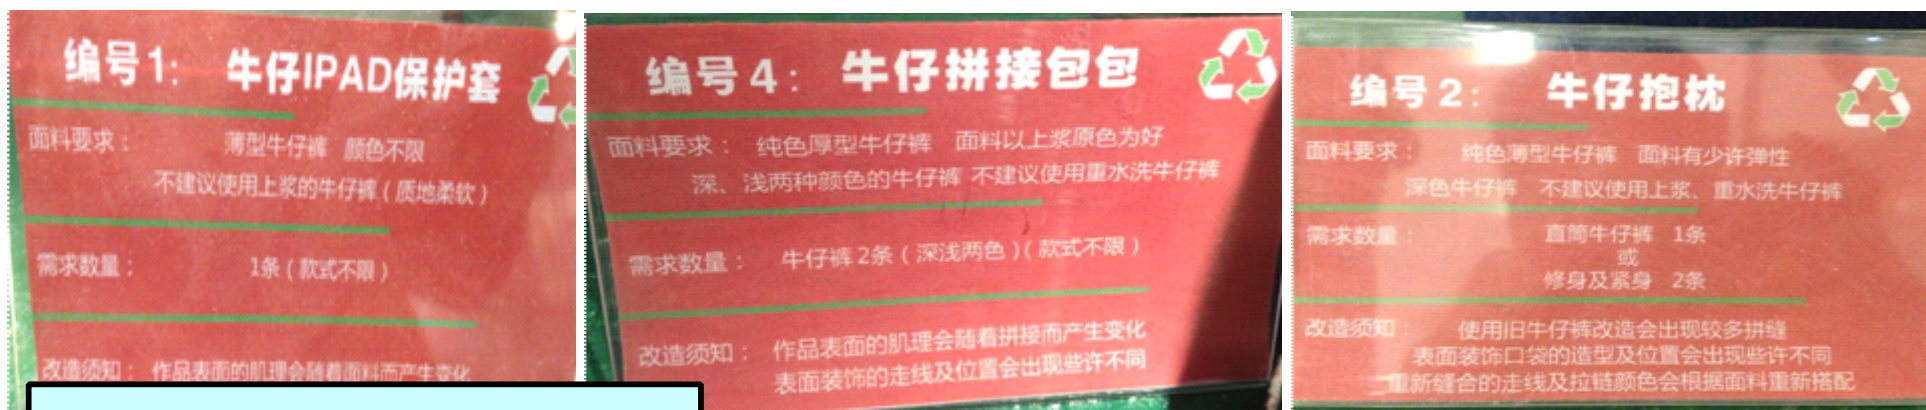 编号1： 牛仔IPAD保护套
面料要求： 薄型牛仔裤 颜色不限
不建议使用上浆的牛仔裤（质地柔软）
需求数量： 1条（款式不限）
改造须知： 作品表面的肌理会随着面料而产生变化
编号4： 牛仔拼接包包
面料要求： 纯色厚型牛仔裤 面料以上浆原色为好
深、浅两种颜色的牛仔裤 不建议使用重水洗牛仔裤
需求数量： 牛仔裤2条（深浅两色）（款式不限）
改造须知： 作品表面的肌理会随着拼接而产生变化
表面装饰的走线及位置会出现些许不同
编号2： 牛仔抱枕
面料要求： 纯色薄型牛仔裤 面料有少许弹性
深色牛仔裤 不建议使用上浆、重水洗牛仔裤
需求数量： 直筒牛仔裤 1条
或
修身及紧身 2条
改造须知： 使用旧牛仔裤改造会出现较多拼缝
表面装饰口袋的造型及位置会出现些许不同
重新缝合的走线及拉链颜色会根据面料重新搭配